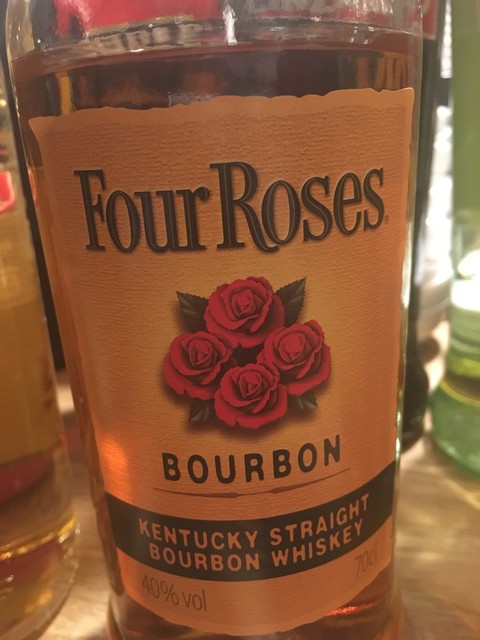 Four Roses
BOURBON
KENTUCKY STRAIGHT
BOURBON WHISKEY
40% vol
70cl